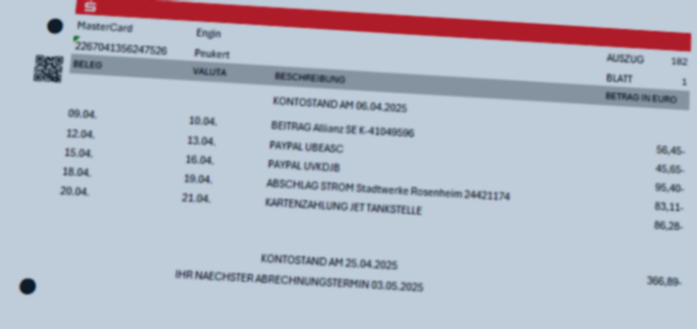 S
MasterCard Engin AUSZUG 182
2267041356247526 Peukert BLATT 1
BELEG VALUTA BESCHREIBUNG BETRAG IN EURO
KONTOSTAND AM 06.04.2025
09.04. 10.04. BEITRAG Allianz SE K-41049596 56,45-
12.04. 13.04. PAYPAL UBEASC 45,65-
15.04. 16.04. PAYPAL UVKDJB 95,40-
18.04. 19.04. ABSCHLAG STROM Stadtwerke Rosenheim 24421174 83,11-
20.04. 21.04. KARTENZAHLUNG JET TANKSTELLE 86,28-
KONTOSTAND AM 25.04.2025 366,89-
IHR NAECHSTER ABRECHNUNGSTERMIN 03.05.2025